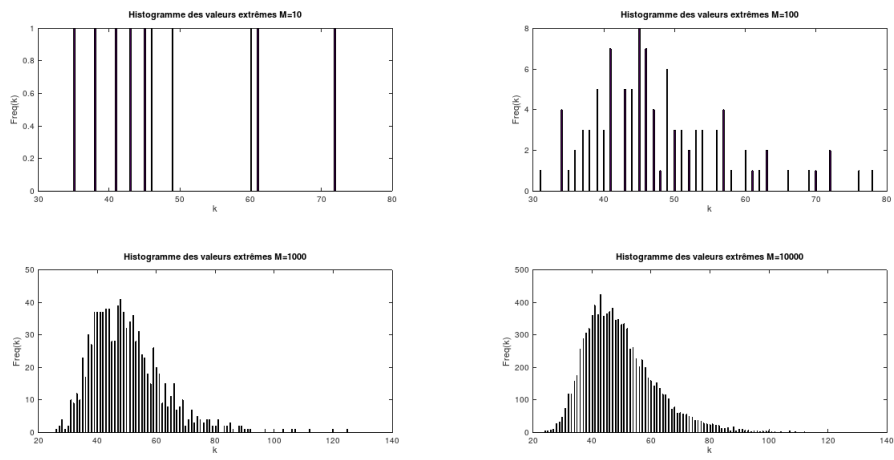 Histogramme des valeurs extrêmes M=10
1
0.8
0.6
0.4
0.2
0
Freq(k)
30 40 50 60 70 80
k
Histogramme des valeurs extrêmes M=100
8
6
4
2
0
Freq(k)
30 40 50 60 70 80
k
Histogramme des valeurs extrêmes M=1000
50
40
30
20
10
0
Freq(k)
20 40 60 80 100 120 140
k
Histogramme des valeurs extrêmes M=10000
500
400
300
200
100
0
Freq(k)
20 40 60 80 100 120 140
k